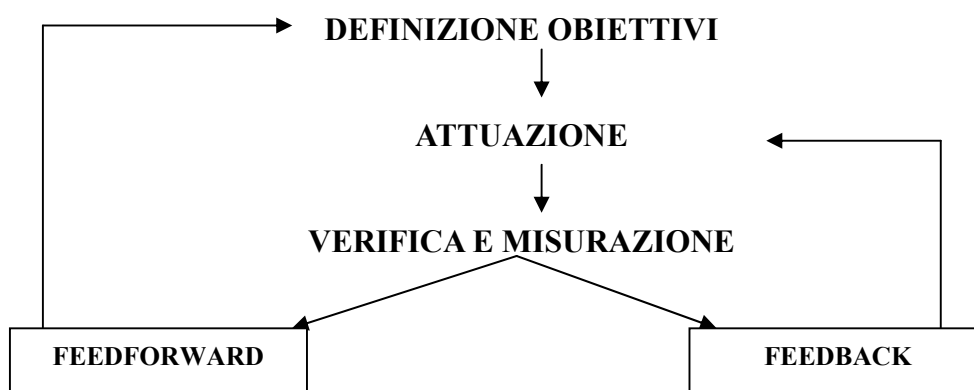 DEFINIZIONE OBIETTIVI
ATTUAZIONE
VERIFICA E MISURAZIONE
FEEDFORWARD
FEEDBACK